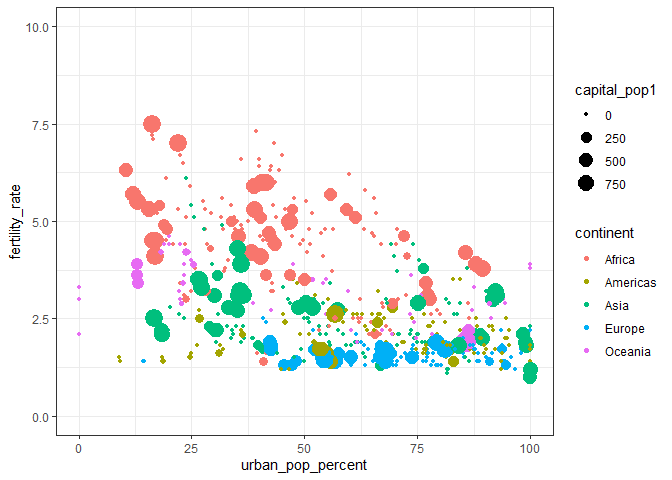 10.0
7.5
5.0
2.5
0.0
fertility_rate
0
25
50
75
100
urban_pop_percent
capital_pop1
0
250
500
750
continent
Africa
Americas
Asia
Europe
Oceania